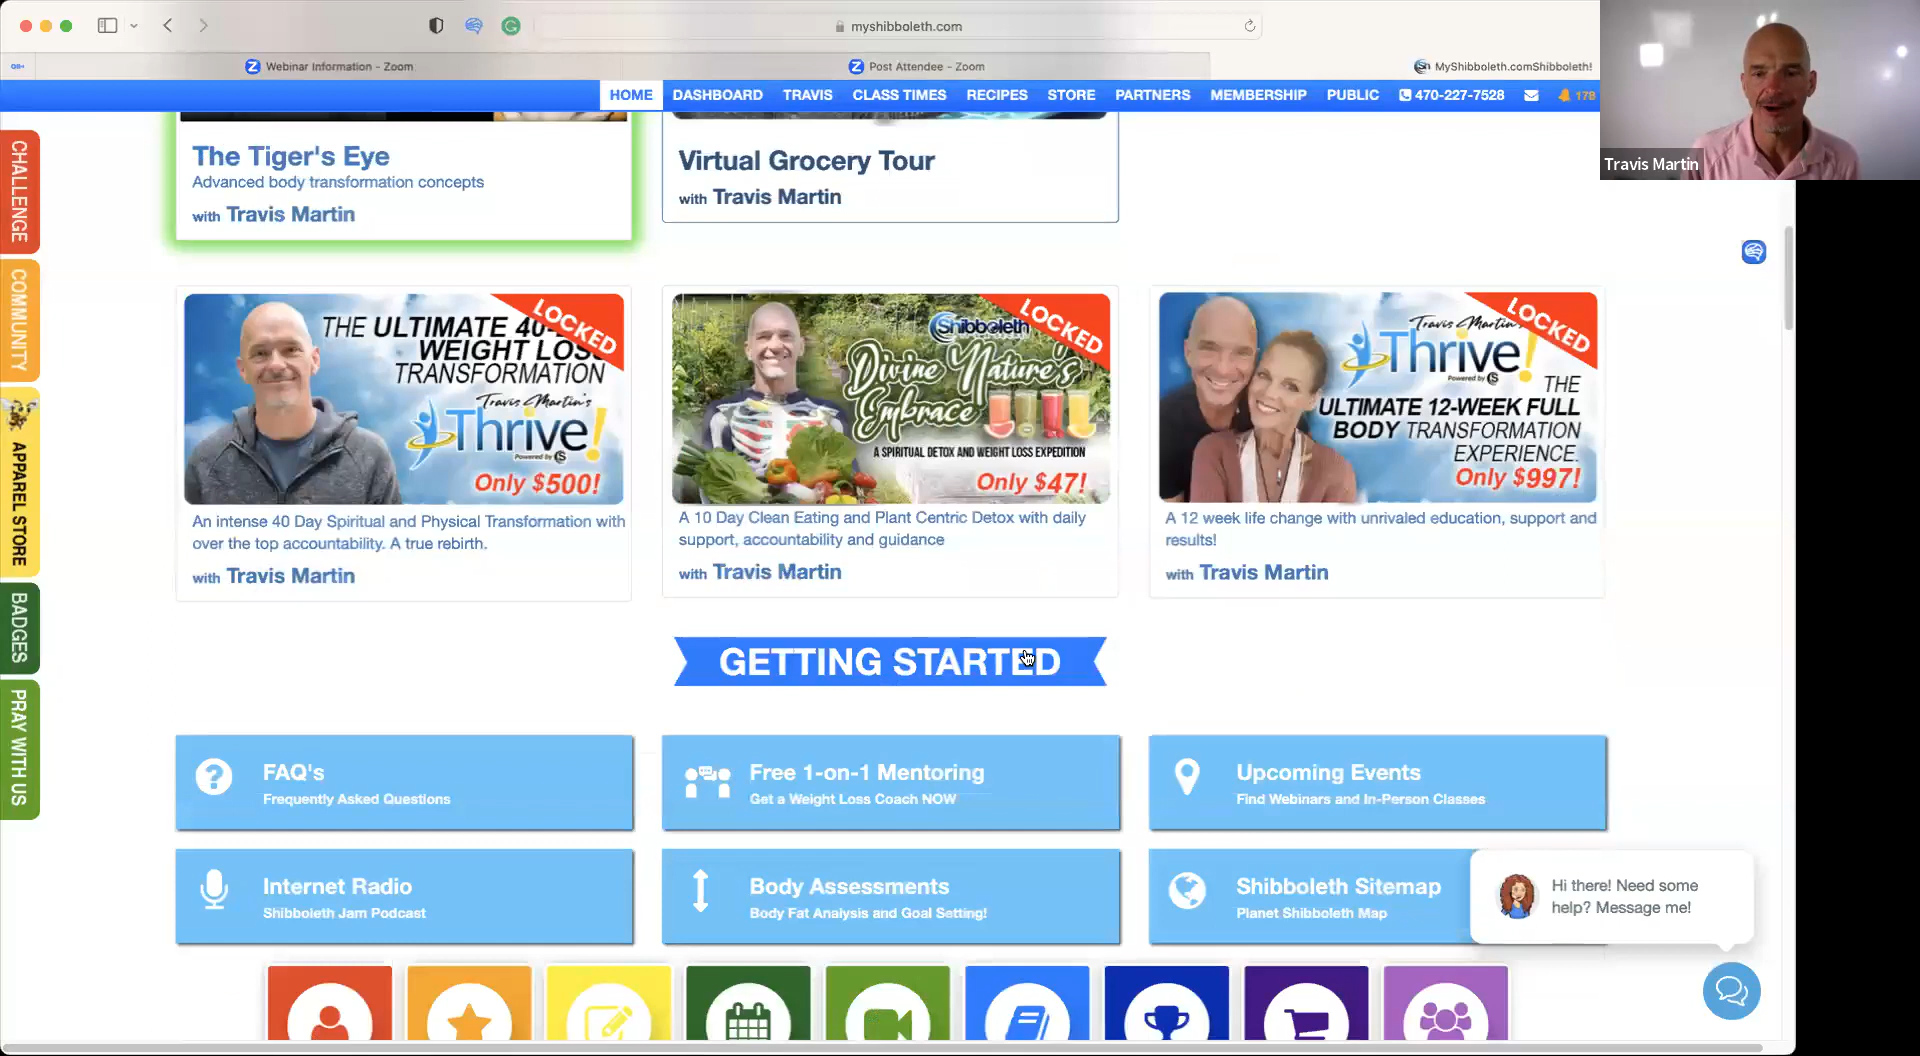 myshibboleth.com
Webinar Information - Zoom
Post Attendee - Zoom
MyShibboleth.comShibboleth!
HOME
DASHBOARD
TRAVIS
CLASS TIMES
RECIPES
STORE
PARTNERS
MEMBERSHIP
PUBLIC
470-227-7528
178
Travis Martin
CHALLENGE
COMMUNITY
APPAREL STORE
BADGES
PRAY WITH US
The Tiger's Eye
Advanced body transformation concepts
with Travis Martin
Virtual Grocery Tour
with Travis Martin
LOCKED
THE ULTIMATE 40-
WEIGHT LOSS
TRANSFORMATION
Travis Martin's
Thrive!
Powered by
Only $500!
An intense 40 Day Spiritual and Physical Transformation with
over the top accountability. A true rebirth.
with Travis Martin
LOCKED
Shibboleth
Divine Nature's
Embrace
A SPIRITUAL DETOX AND WEIGHT LOSS EXPEDITION
Only $47!
A 10 Day Clean Eating and Plant Centric Detox with daily
support, accountability and guidance
with Travis Martin
LOCKED
Travis Martin's
Thrive!
Powered by
THE
ULTIMATE 12-WEEK FULL
BODY TRANSFORMATION
EXPERIENCE.
Only $997!
A 12 week life change with unrivaled education, support and
results!
with Travis Martin
GETTING STARTED
FAQ's
Frequently Asked Questions
Free 1-on-1 Mentoring
Get a Weight Loss Coach NOW
Upcoming Events
Find Webinars and In-Person Classes
Internet Radio
Shibboleth Jam Podcast
Body Assessments
Body Fat Analysis and Goal Setting!
Shibboleth Sitemap
Planet Shibboleth Map
Hi there! Need some
help? Message me!